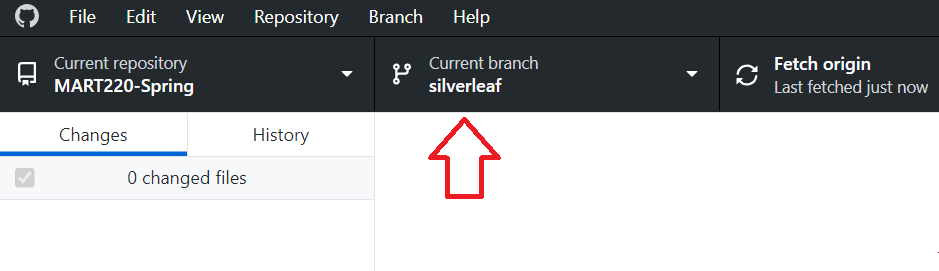 File Edit View Repository Branch Help
Current repository
MART220-Spring
Current branch
silverleaf
Fetch origin
Last fetched just now
Changes History
0 changed files